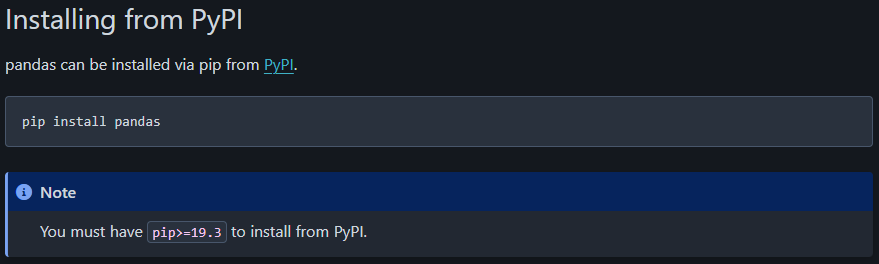 Installing from PyPI
pandas can be installed via pip from PyPI.
pip install pandas
Note
You must have pip>=19.3 to install from PyPI.